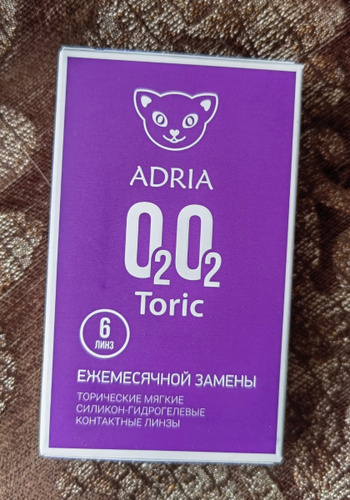 ADRIA
O2O2
Toric
6
ЛИНЗ
ЕЖЕМЕСЯЧНОЙ ЗАМЕНЫ
ТОРИЧЕСКИЕ МЯГКИЕ
СИЛИКОН-ГИДРОГЕЛЕВЫЕ
КОНТАКТНЫЕ ЛИНЗЫ